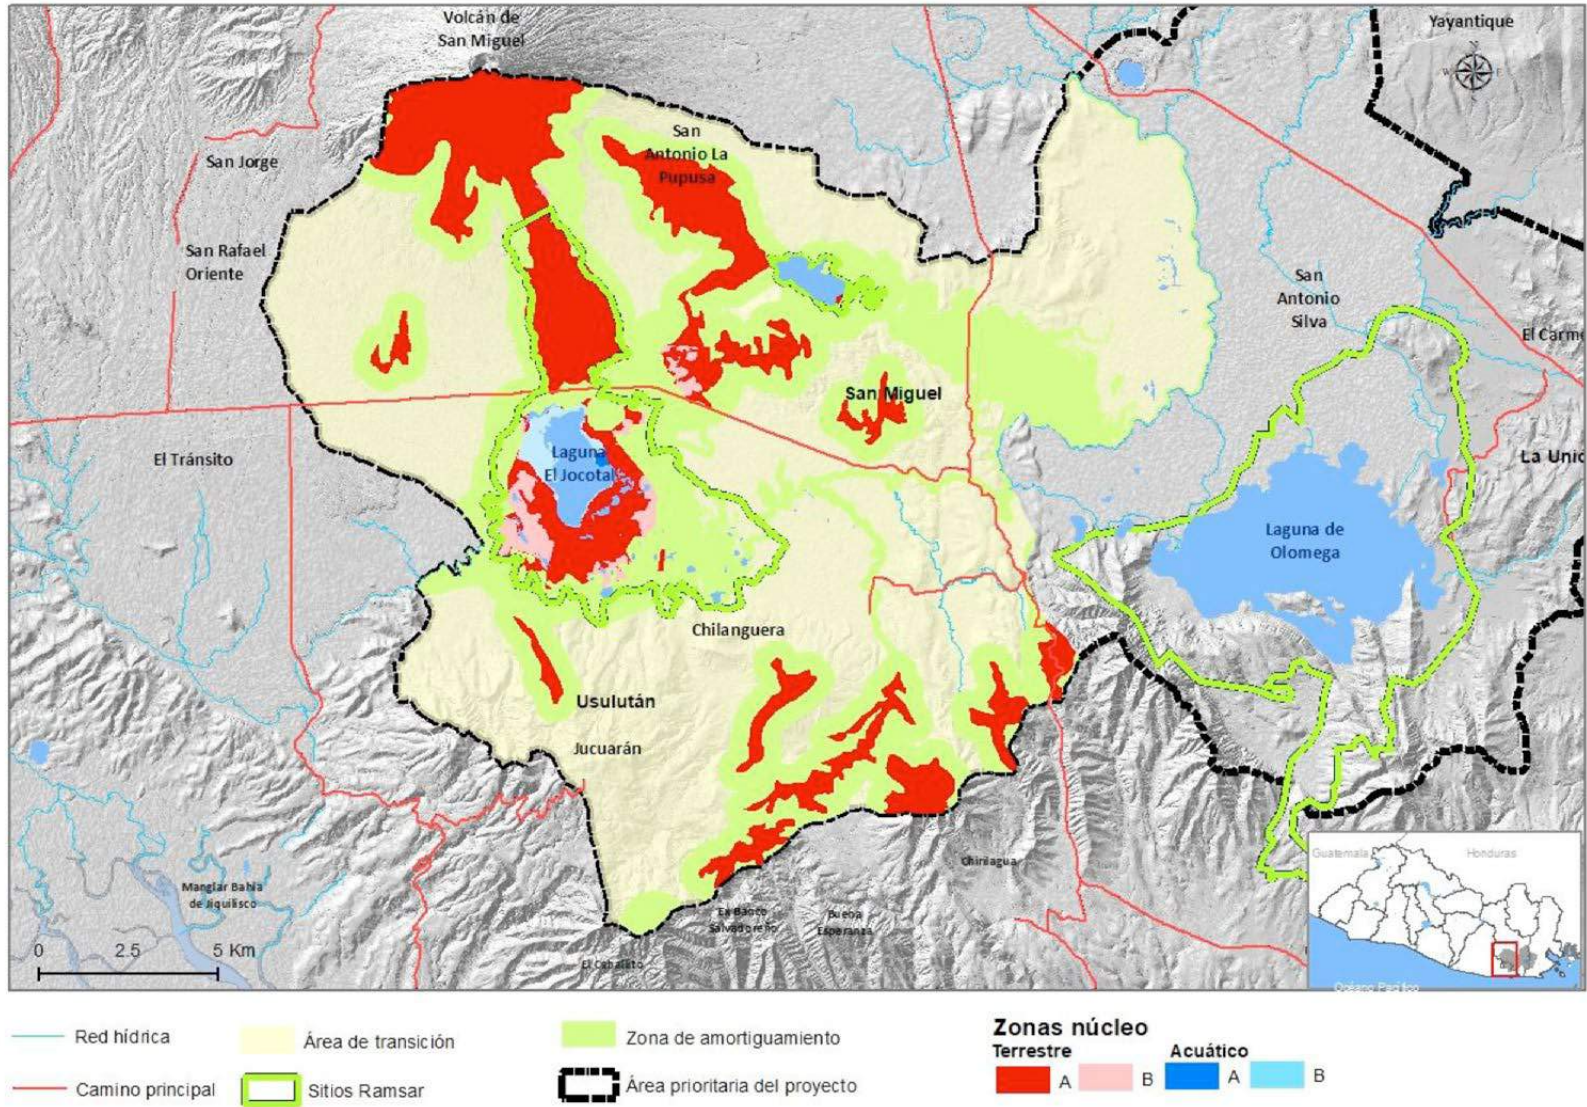 Volcán de
San Miguel
Yayantique
W
E
San Jorge
San
Antonio La
Pupusa
San Rafael
Oriente
San
Antonio
Silva
El Carme
San Miguel
El Tránsito
Laguna
El Jocotal
La Unió
Laguna de
Olomega
Chilanguera
Usulután
Jucuarán
Chirilagua
Manglar Bahía
de Jiquilisco
Ex Banco
Salvadoreño
Buena
Esperanza
El Caballito
0 2.5 5 Km
Guatemala
Honduras
Océano Pacífico
Red hídrica
Área de transición
Zona de amortiguamiento
Camino principal
Sitios Ramsar
Área prioritaria del proyecto
Zonas núcleo
Terrestre
Acuático
A B A B